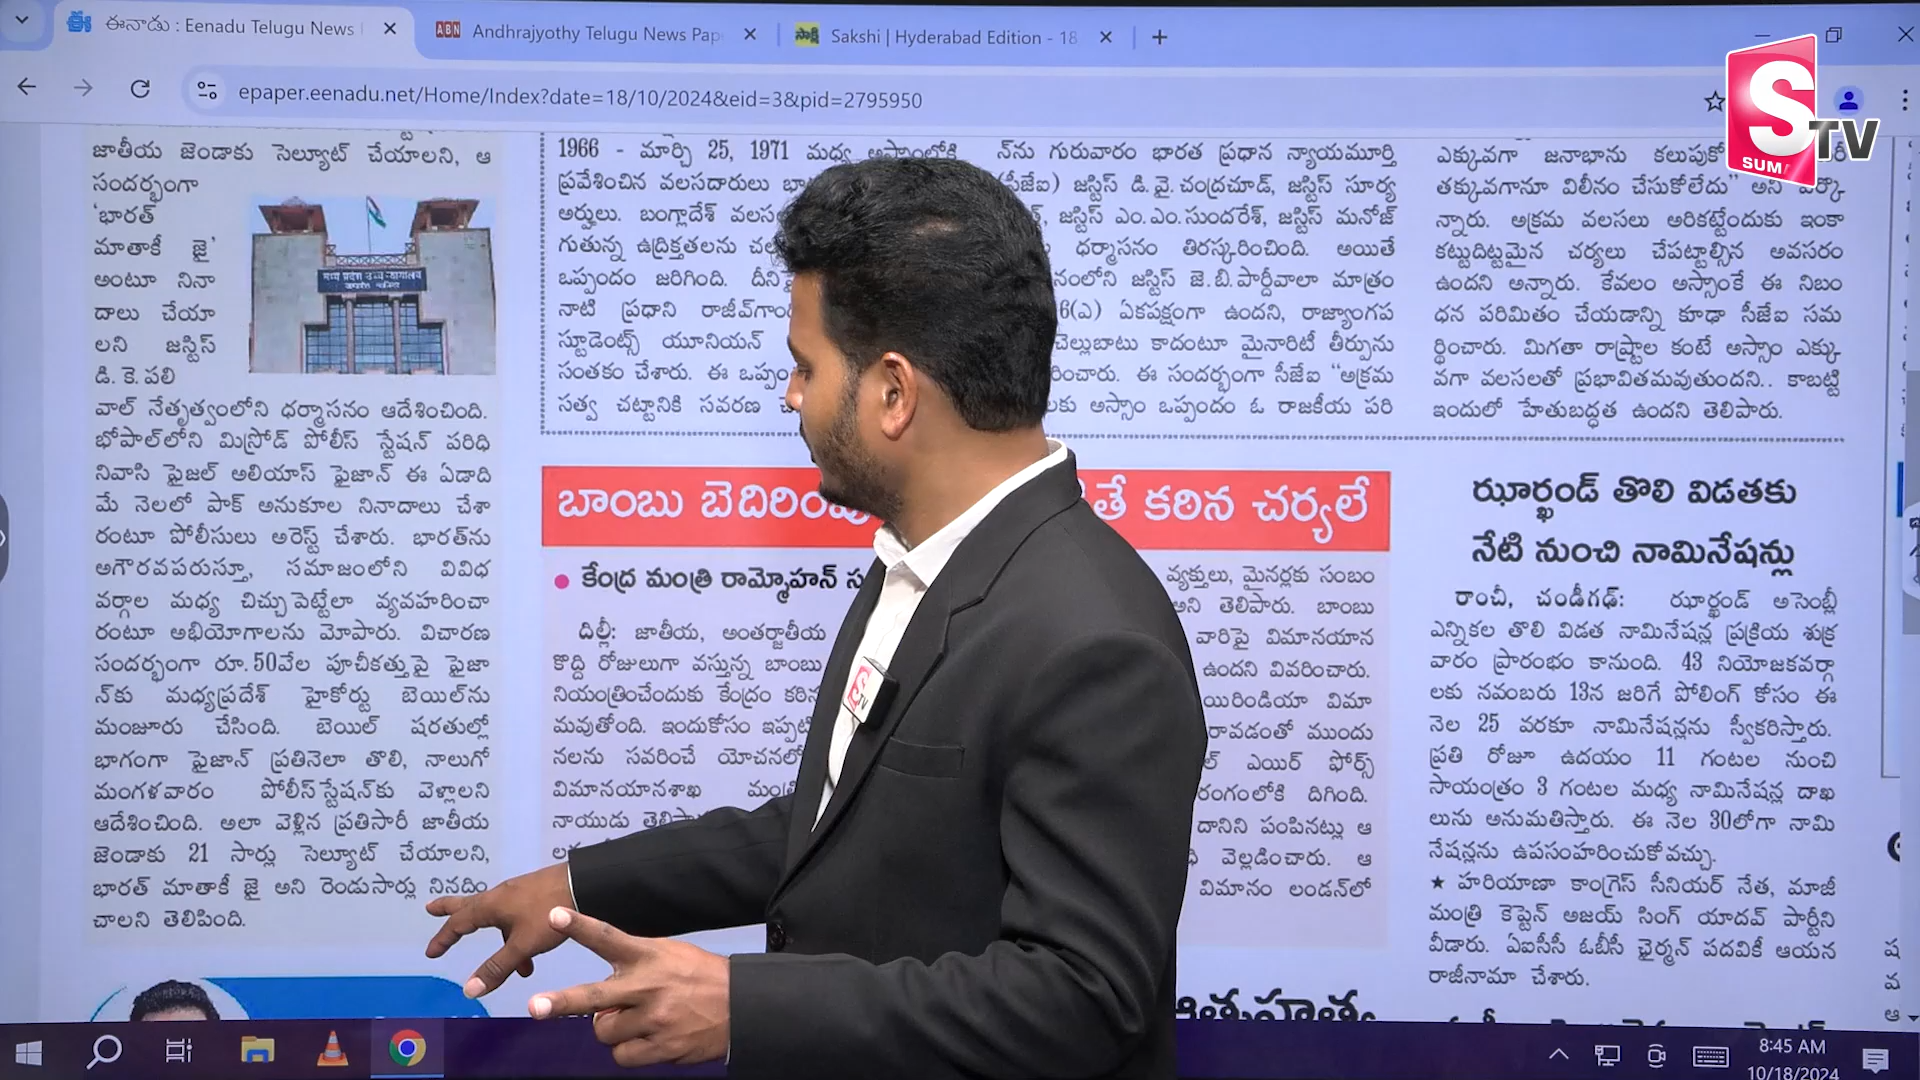 ఈనాడు : Eenadu Telugu News
ABN Andhrajyothy Telugu News Pap
సాక్షి Sakshi | Hyderabad Edition - 18
epaper.eenadu.net/Home/Index?date=18/10/2024&eid=3&pid=2795950
S TV
SUM
జాతీయ జెండాకు సెల్యూట్ చేయాలని, ఆ
సందర్భంగా
'భారత్
మాతాకీ జై'
అంటూ నినా
దాలు చేయా
లని జస్టిస్
డి. కె. పలి
వాల్ నేతృత్వంలోని ధర్మాసనం ఆదేశించింది.
భోపాల్‌లోని మిస్రోడ్ పోలీస్ స్టేషన్ పరిధి
నివాసి ఫైజల్ అలియాస్ ఫైజాన్ ఈ ఏడాది
మే నెలలో పాక్ అనుకూల నినాదాలు చేశా
రంటూ పోలీసులు అరెస్ట్ చేశారు. భారత్‌ను
అగౌరవపరుస్తూ, సమాజంలోని వివిధ
వర్గాల మధ్య చిచ్చుపెట్టేలా వ్యవహరించా
రంటూ అభియోగాలను మోపారు. విచారణ
సందర్భంగా రూ.50వేల పూచీకత్తుపై ఫైజా
న్‌కు మధ్యప్రదేశ్ హైకోర్టు బెయిల్‌ను
మంజూరు చేసింది. బెయిల్ షరతుల్లో
భాగంగా ఫైజాన్ ప్రతినెలా తొలి, నాలుగో
మంగళవారం పోలీస్‌స్టేషన్‌కు వెళ్లాలని
ఆదేశించింది. అలా వెళ్లిన ప్రతిసారీ జాతీయ
జెండాకు 21 సార్లు సెల్యూట్ చేయాలని,
భారత్ మాతాకీ జై అని రెండుసార్లు నినదిం
చాలని తెలిపింది.
मध्य प्रदेश उच्च न्यायालय
1966 - మార్చి 25, 1971 మధ్య అస్సాంలోకి
ప్రవేశించిన వలసదారులు
అర్హులు. బంగ్లాదేశ్
గుతున్న ఉద్రిక్తతలను
ఒప్పందం జరిగింది.
నాటి ప్రధాని
స్టూడెంట్స్ యూనియన్
సంతకం చేశారు. ఈ
సత్వ చట్టానికి సవరణ
న్‌ను గురువారం భారత ప్రధాన న్యాయమూర్తి
(సీజేఐ) జస్టిస్ డి.వై.చంద్రచూడ్, జస్టిస్ సూర్య
జస్టిస్ ఎం.ఎం.సుందరేశ్, జస్టిస్ మనోజ్
ధర్మాసనం తిరస్కరించింది. అయితే
జస్టిస్ జె.బి.పార్దీవాలా మాత్రం
6(ఎ) ఏకపక్షంగా ఉందని, రాజ్యాంగప
చెల్లుబాటు కాదంటూ మైనారిటీ తీర్పును
ఈ సందర్భంగా సీజేఐ "అక్రమ
అస్సాం ఒప్పందం ఓ రాజకీయ పరి
ఎక్కువగా జనాభాను
తక్కువగానూ విలీనం చేసుకోలేదు" అని
న్నారు. అక్రమ వలసలు అరికట్టేందుకు ఇంకా
కట్టుదిట్టమైన చర్యలు చేపట్టాల్సిన అవసరం
ఉందని అన్నారు. కేవలం అస్సాంకే ఈ నిబం
ధన పరిమితం చేయడాన్ని కూడా సీజేఐ సమ
ర్థించారు. మిగతా రాష్ట్రాల కంటే అస్సాం ఎక్కు
వగా వలసలతో ప్రభావితమవుతుందని.. కాబట్టి
ఇందులో హేతుబద్ధత ఉందని తెలిపారు.
బాంబు కఠిన చర్యలే
• కేంద్ర మంత్రి రామ్మోహన్
దిల్లీ: జాతీయ, అంతర్జాతీయ
కొద్ది రోజులుగా వస్తున్న బాంబు
నియంత్రించేందుకు కేంద్రం
మవుతోంది. ఇందుకోసం
నలను సవరించే
విమానయానశాఖ
నాయుడు
వ్యక్తులు, మైనర్లకు సంబం
అని తెలిపారు. బాంబు
వారిపై విమానయాన
ఉందని వివరించారు.
విమా
ముందు
ఎయిర్ ఫోర్స్
దిగింది.
దానిని పంపినట్లు ఆ
వెల్లడించారు. ఆ
విమానం లండన్‌లో
ఝార్ఖండ్ తొలి విడతకు
నేటి నుంచి నామినేషన్లు
రాంచీ, చండీగఢ్: ఝార్ఖండ్ అసెంబ్లీ
ఎన్నికల తొలి విడత నామినేషన్ల ప్రక్రియ శుక్ర
వారం ప్రారంభం కానుంది. 43 నియోజకవర్గా
లకు నవంబరు 13న జరిగే పోలింగ్ కోసం ఈ
నెల 25 వరకూ నామినేషన్లను స్వీకరిస్తారు.
ప్రతి రోజూ ఉదయం 11 గంటల నుంచి
సాయంత్రం 3 గంటల మధ్య నామినేషన్ల దాఖ
లును అనుమతిస్తారు. ఈ నెల 30లోగా నామి
నేషన్లను ఉపసంహరించుకోవచ్చు.
★ హరియాణా కాంగ్రెస్ సీనియర్ నేత, మాజీ
మంత్రి కెప్టెన్ అజయ్ సింగ్ యాదవ్ పార్టీని
వీడారు. ఏఐసీసీ ఓబీసీ ఛైర్మన్ పదవికీ ఆయన
రాజీనామా చేశారు.
S TV
8:45 AM
10/18/2024